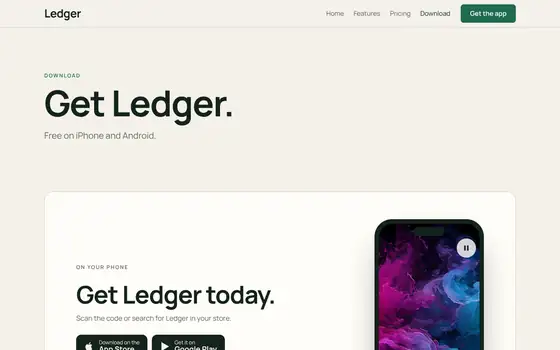 Ledger
Home Features Pricing Download Get the app
DOWNLOAD
Get Ledger.
Free on iPhone and Android.
ON YOUR PHONE
Get Ledger today.
Scan the code or search for Ledger in your store.
Download on the
App Store
Get it on
Google Play